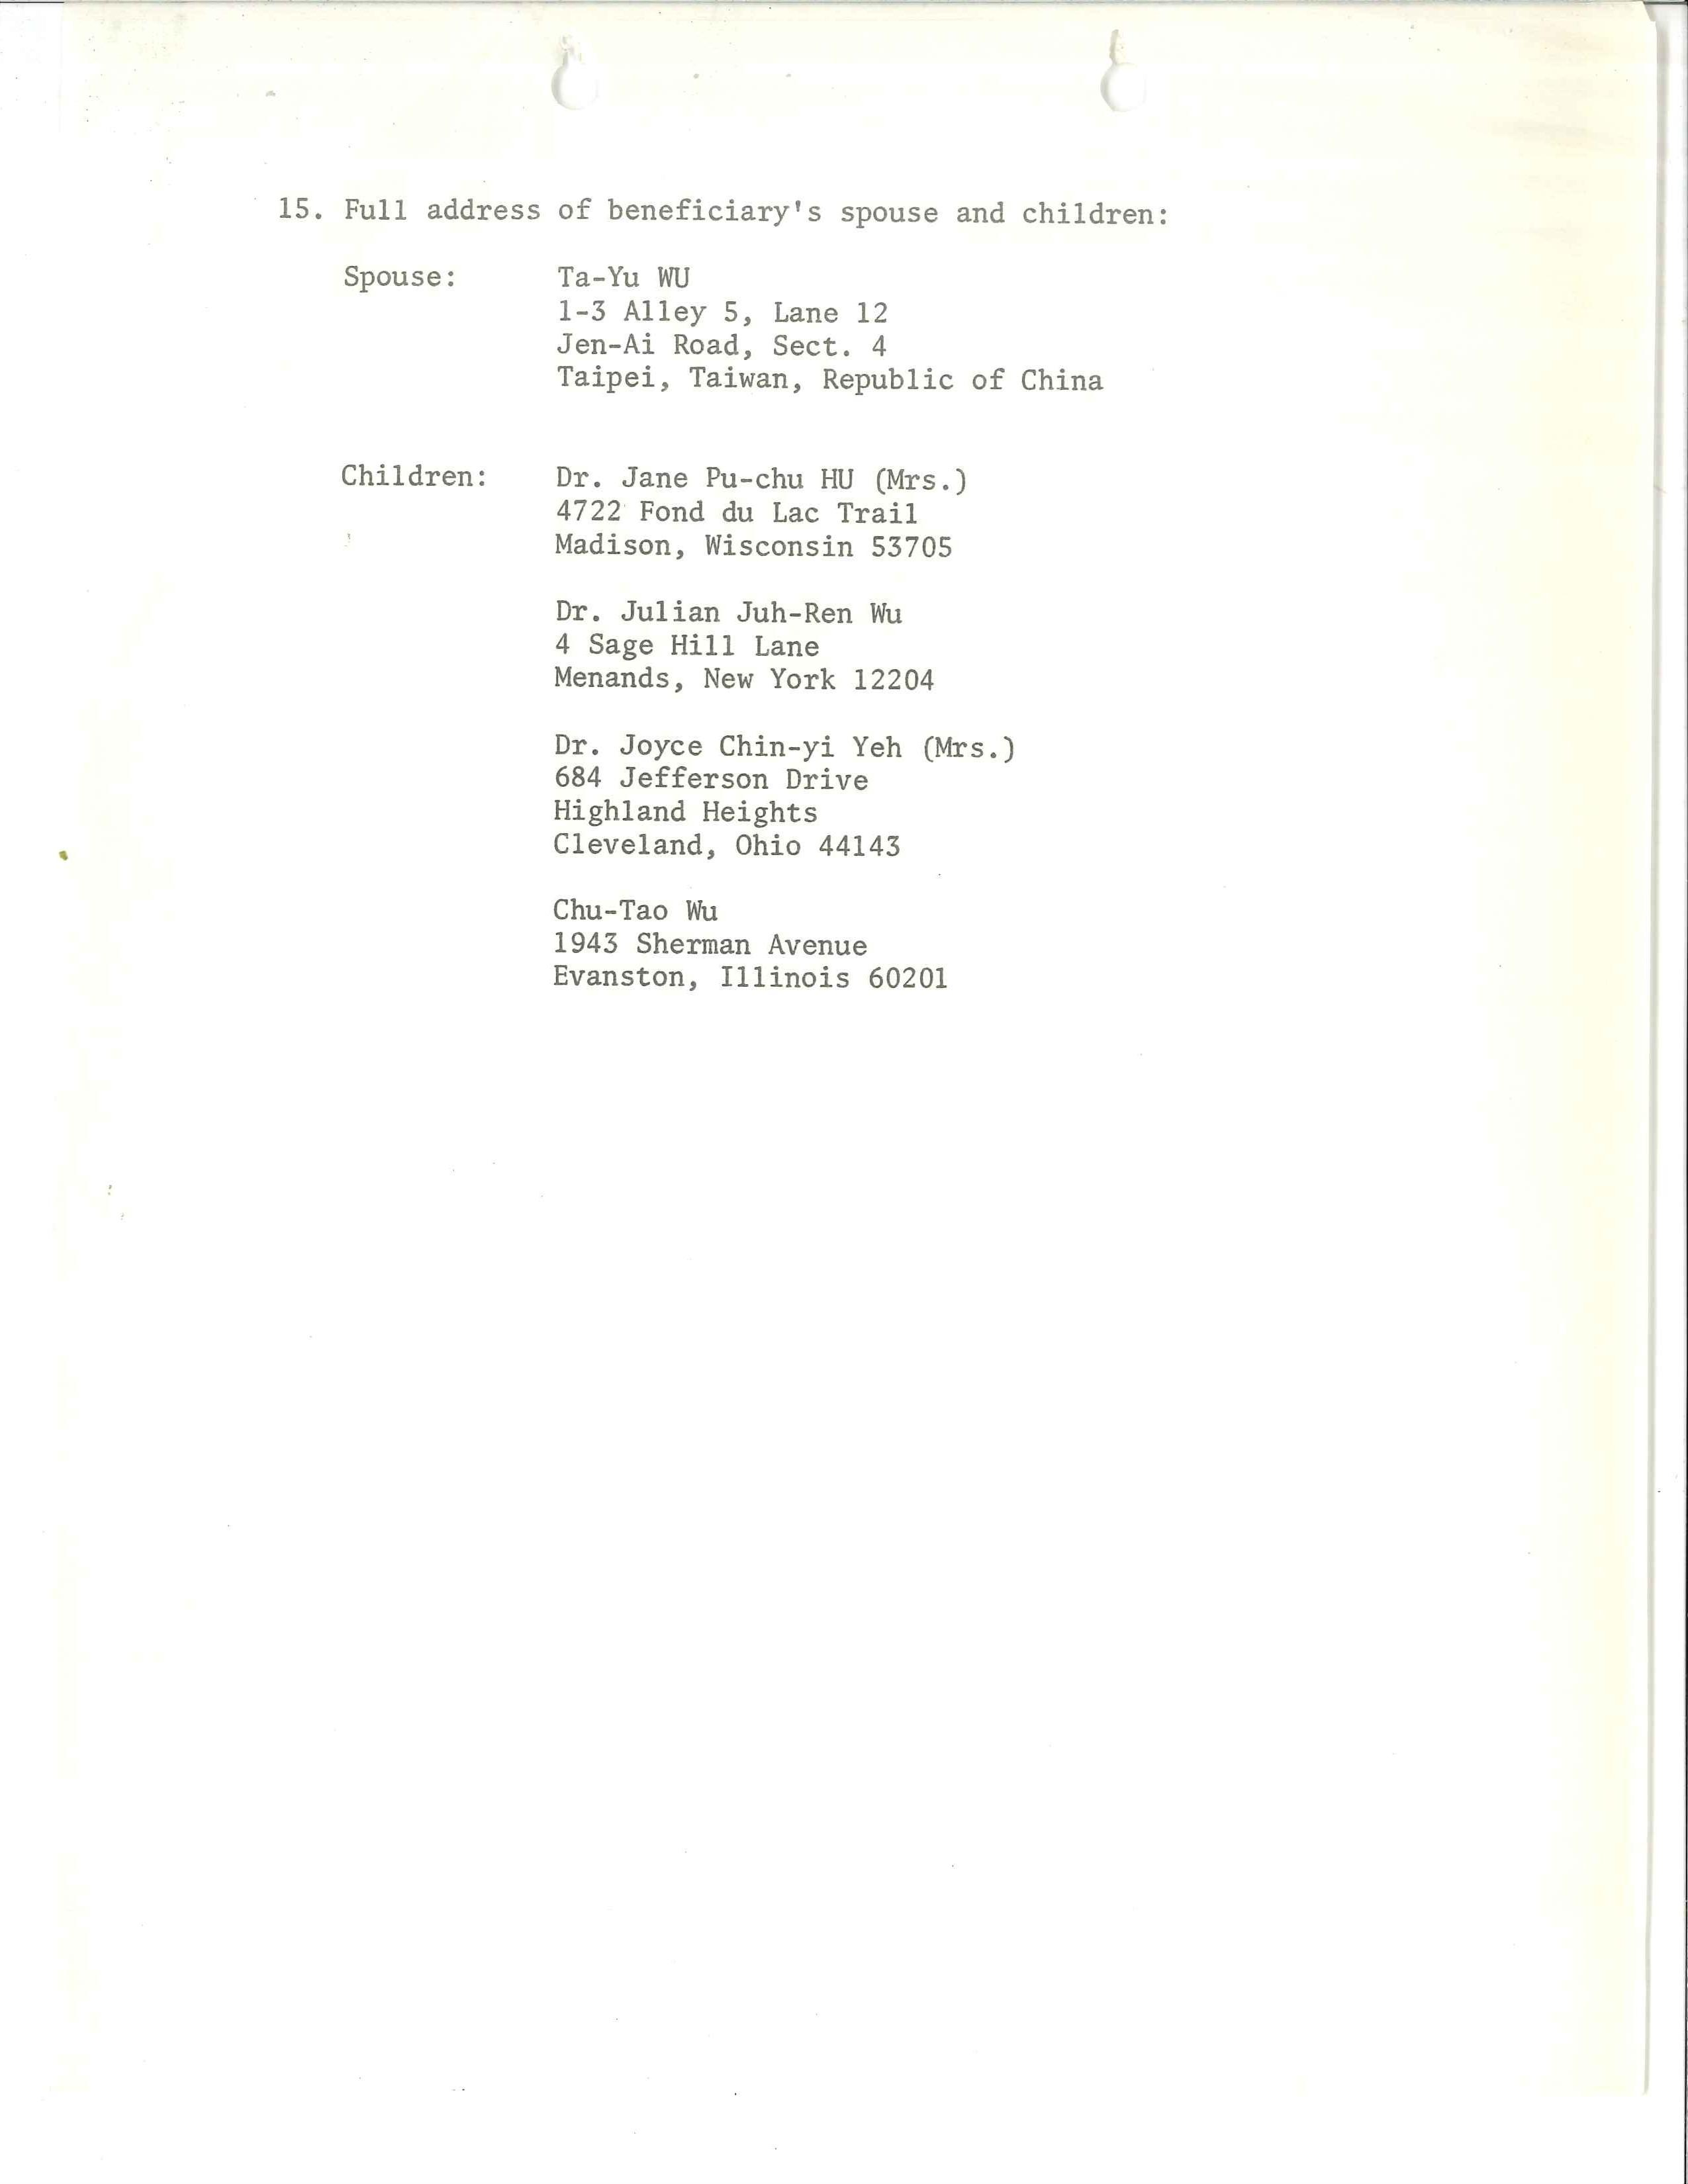 15. Full address of beneficiary's spouse and children:
Spouse: Ta-Yu WU
1-3 Alley 5, Lane 12
Jen-Ai Road, Sect. 4
Taipei, Taiwan, Republic of China
Children: Dr. Jane Pu-chu HU (Mrs.)
4722 Fond du Lac Trail
Madison, Wisconsin 53705
Dr. Julian Juh-Ren Wu
4 Sage Hill Lane
Menands, New York 12204
Dr. Joyce Chin-yi Yeh (Mrs.)
684 Jefferson Drive
Highland Heights
Cleveland, Ohio 44143
Chu-Tao Wu
1943 Sherman Avenue
Evanston, Illinois 60201